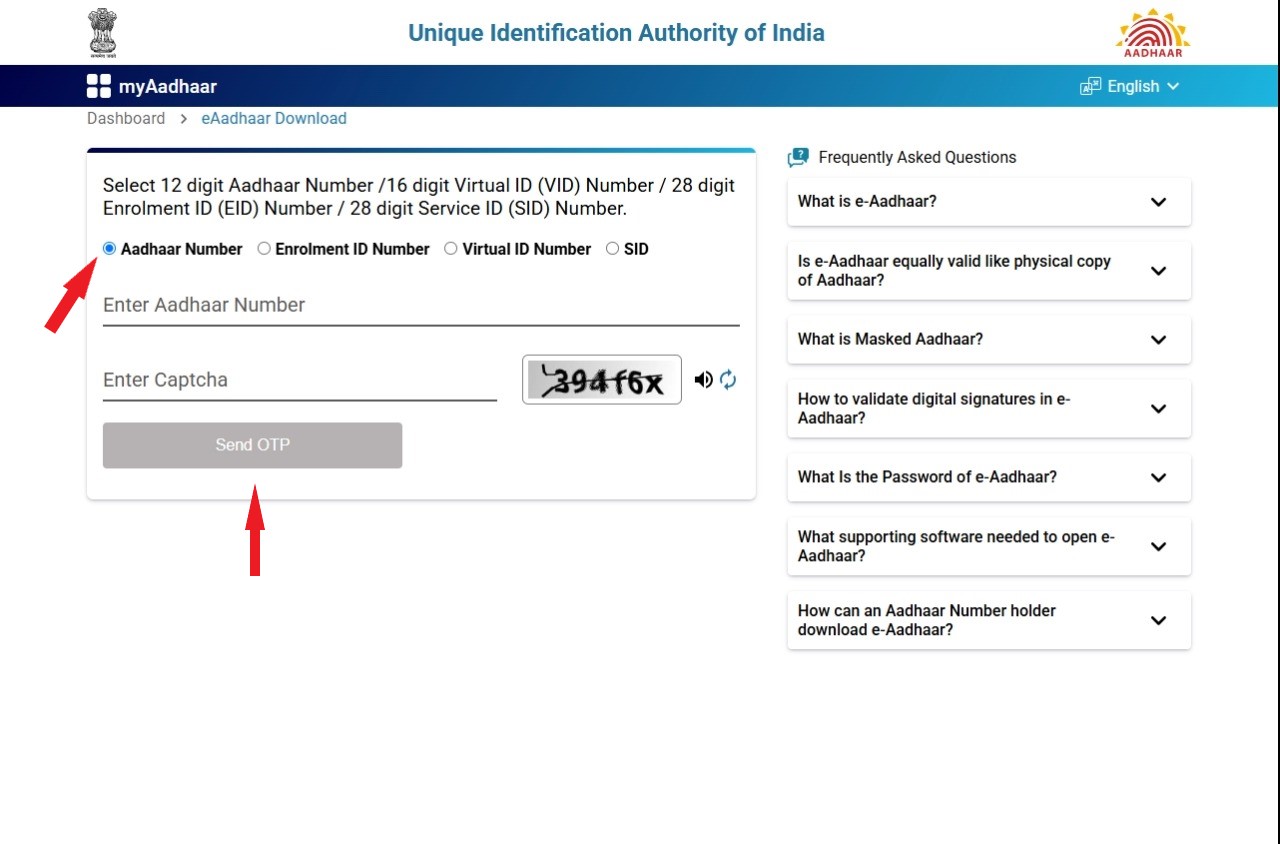 Unique Identification Authority of India
AADHAAR
myAadhaar
English
Dashboard > eAadhaar Download
Select 12 digit Aadhaar Number /16 digit Virtual ID (VID) Number / 28 digit
Enrolment ID (EID) Number / 28 digit Service ID (SID) Number.
Aadhaar Number Enrolment ID Number Virtual ID Number SID
Enter Aadhaar Number
Enter Captcha
394f6x
Send OTP
Frequently Asked Questions
What is e-Aadhaar?
Is e-Aadhaar equally valid like physical copy
of Aadhaar?
What is Masked Aadhaar?
How to validate digital signatures in e-
Aadhaar?
What Is the Password of e-Aadhaar?
What supporting software needed to open e-
Aadhaar?
How can an Aadhaar Number holder
download e-Aadhaar?